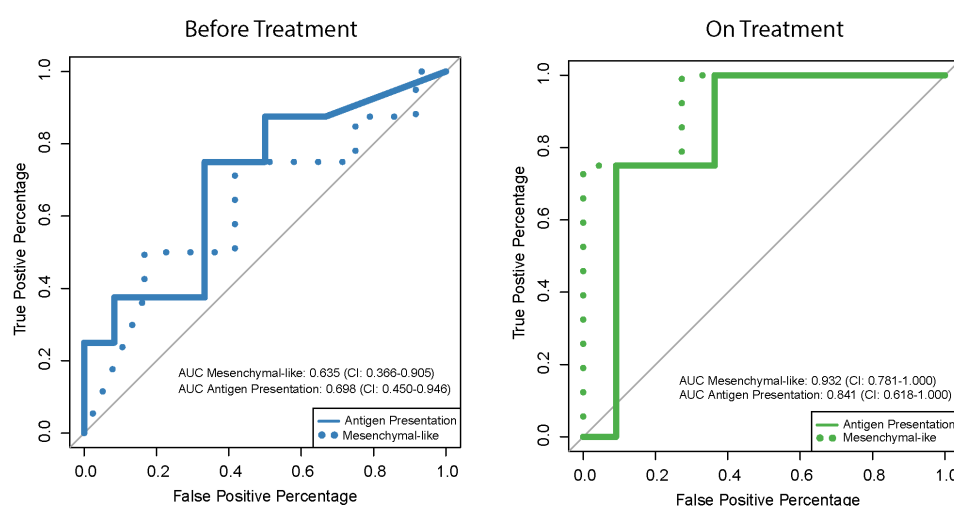 Before Treatment
True Postive Percentage
1.0
0.8
0.6
0.4
0.2
0.0
AUC Mesenchymal-like: 0.635 (CI: 0.366-0.905)
AUC Antigen Presentation: 0.698 (CI: 0.450-0.946)
Antigen Presentation
Mesenchymal-like
0.0 0.2 0.4 0.6 0.8 1.0
False Positive Percentage
On Treatment
True Postive Percentage
1.0
0.8
0.6
0.4
0.2
0.0
AUC Mesenchymal-like: 0.932 (CI: 0.781-1.000)
AUC Antigen Presentation: 0.841 (CI: 0.618-1.000)
Antigen Presentation
Mesenchymal-like
0.0 0.2 0.4 0.6 0.8 1.0
False Positive Percentage